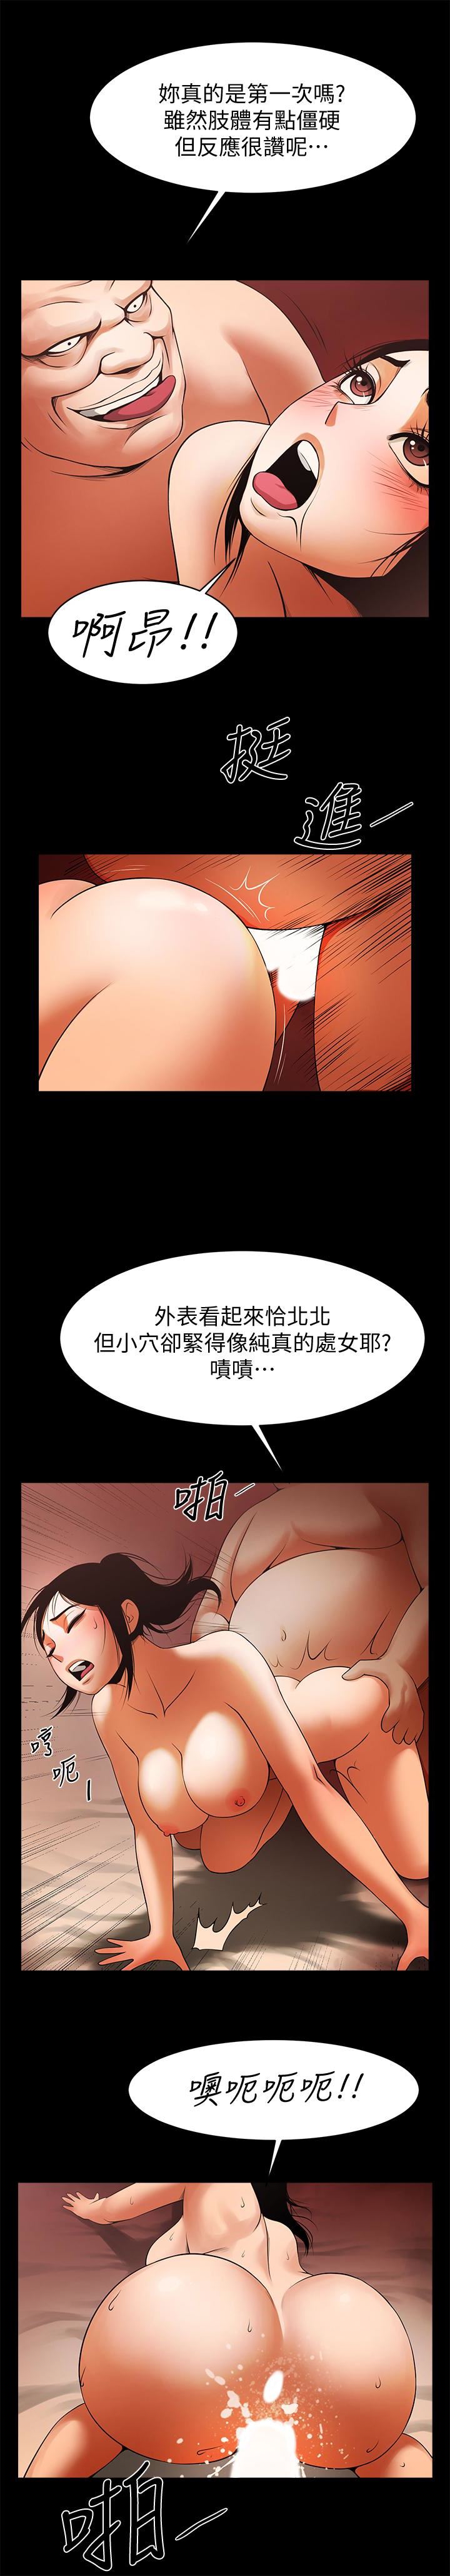 妳真的是第一次嗎?
雖然肢體有點僵硬
但反應很讚呢⋯
啊昂!!
挺
進一
外表看起來恰北北
但小穴卻緊得像純真的處女耶?
嘖嘖⋯
啪一
哼
呃!
噢呃呃呃!!
啪一